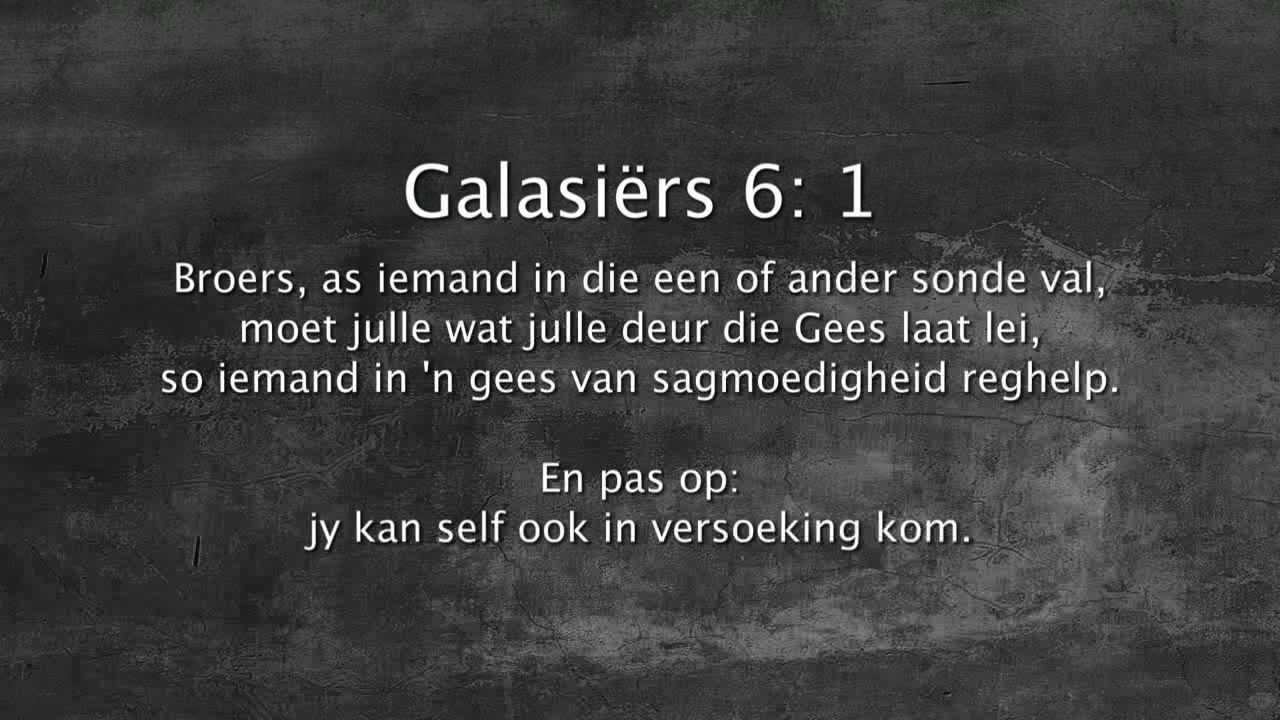 Galasiërs 6: 1
Broers, as iemand in die een of ander sonde val,
moet julle wat julle deur die Gees laat lei,
so iemand in 'n gees van sagmoedigheid reghelp.
En pas op:
jy kan self ook in versoeking kom.